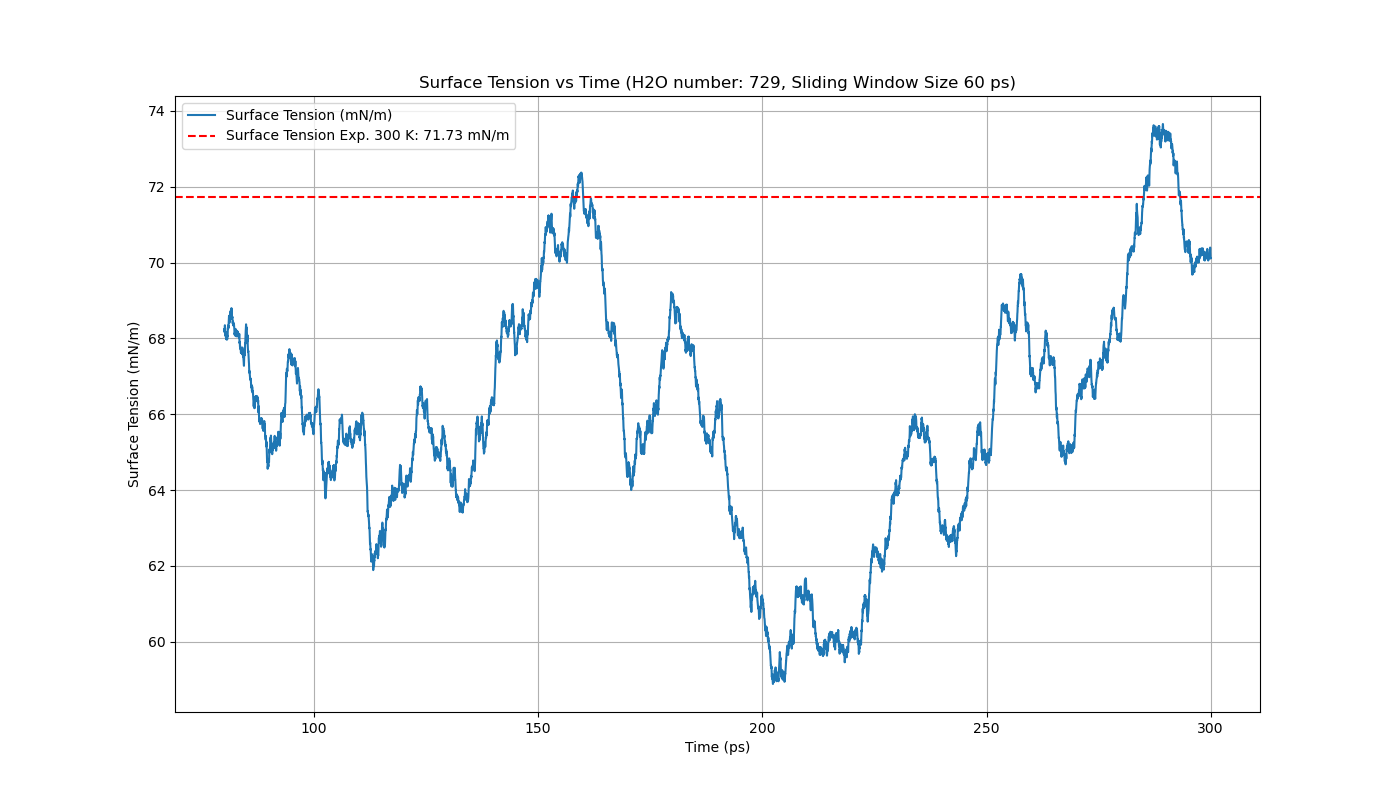 Surface Tension vs Time (H2O number: 729, Sliding Window Size 60 ps)
Surface Tension (mN/m)
Surface Tension Exp. 300 K: 71.73 mN/m
Surface Tension (mN/m)
74
72
70
68
66
64
62
60
100 150 200 250 300
Time (ps)